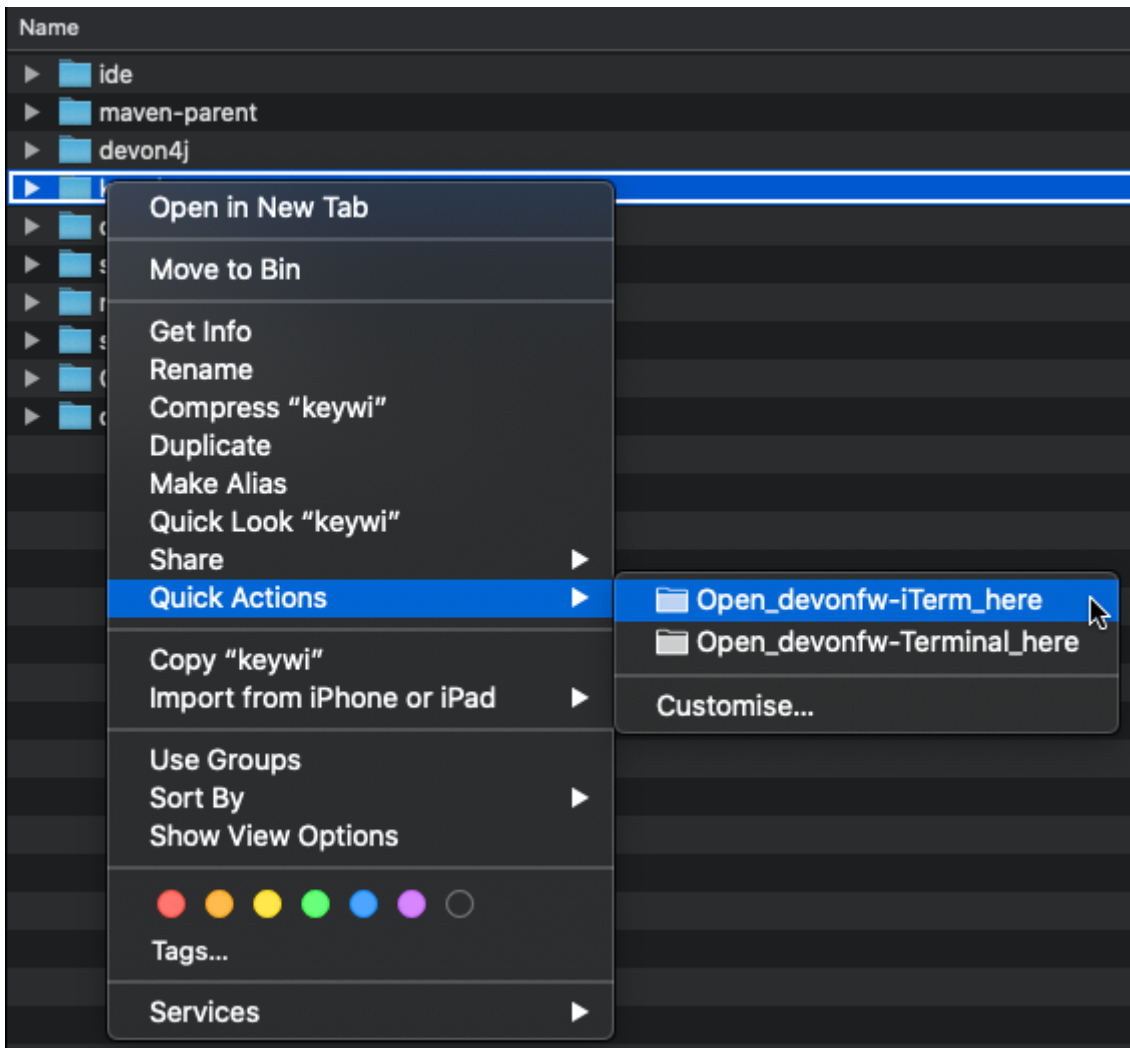 Name
ide
maven-parent
devon4j
Open in New Tab
Move to Bin
Get Info
Rename
Compress “keywi”
Duplicate
Make Alias
Quick Look “keywi”
Share
Quick Actions
Open_devonfw-iTerm_here
Open_devonfw-Terminal_here
Customise...
Copy “keywi”
Import from iPhone or iPad
Use Groups
Sort By
Show View Options
Tags...
Services